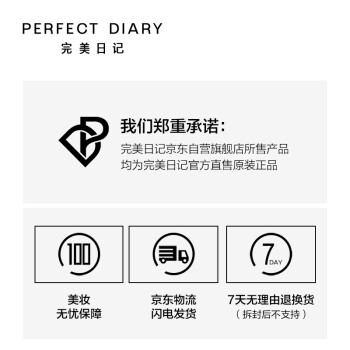 PERFECT DIARY
完美日记
我们郑重承诺：
完美日记京东自营旗舰店所售产品
均为完美日记官方直售原装正品
100
7
DAY
美妆
无忧保障
京东物流
闪电发货
7天无理由退换货
（拆封后不支持）